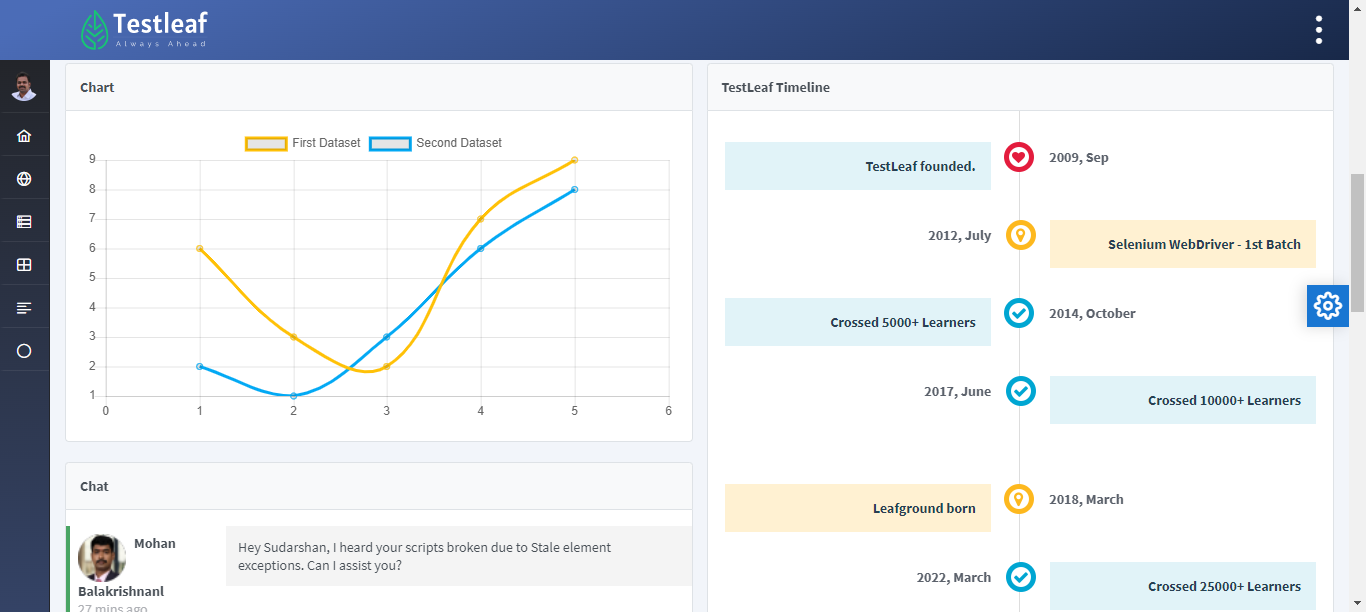 Testleaf
Always Ahead
Chart
First Dataset
Second Dataset
9
8
7
6
5
4
3
2
1
0
1
2
3
4
5
6
Chat
Mohan
Balakrishnanl
27 mins ago
Hey Sudarshan, I heard your scripts broken due to Stale element
exceptions. Can I assist you?
TestLeaf Timeline
TestLeaf founded.
2009, Sep
2012, July
Selenium WebDriver - 1st Batch
Crossed 5000+ Learners
2014, October
2017, June
Crossed 10000+ Learners
Leafground born
2018, March
2022, March
Crossed 25000+ Learners